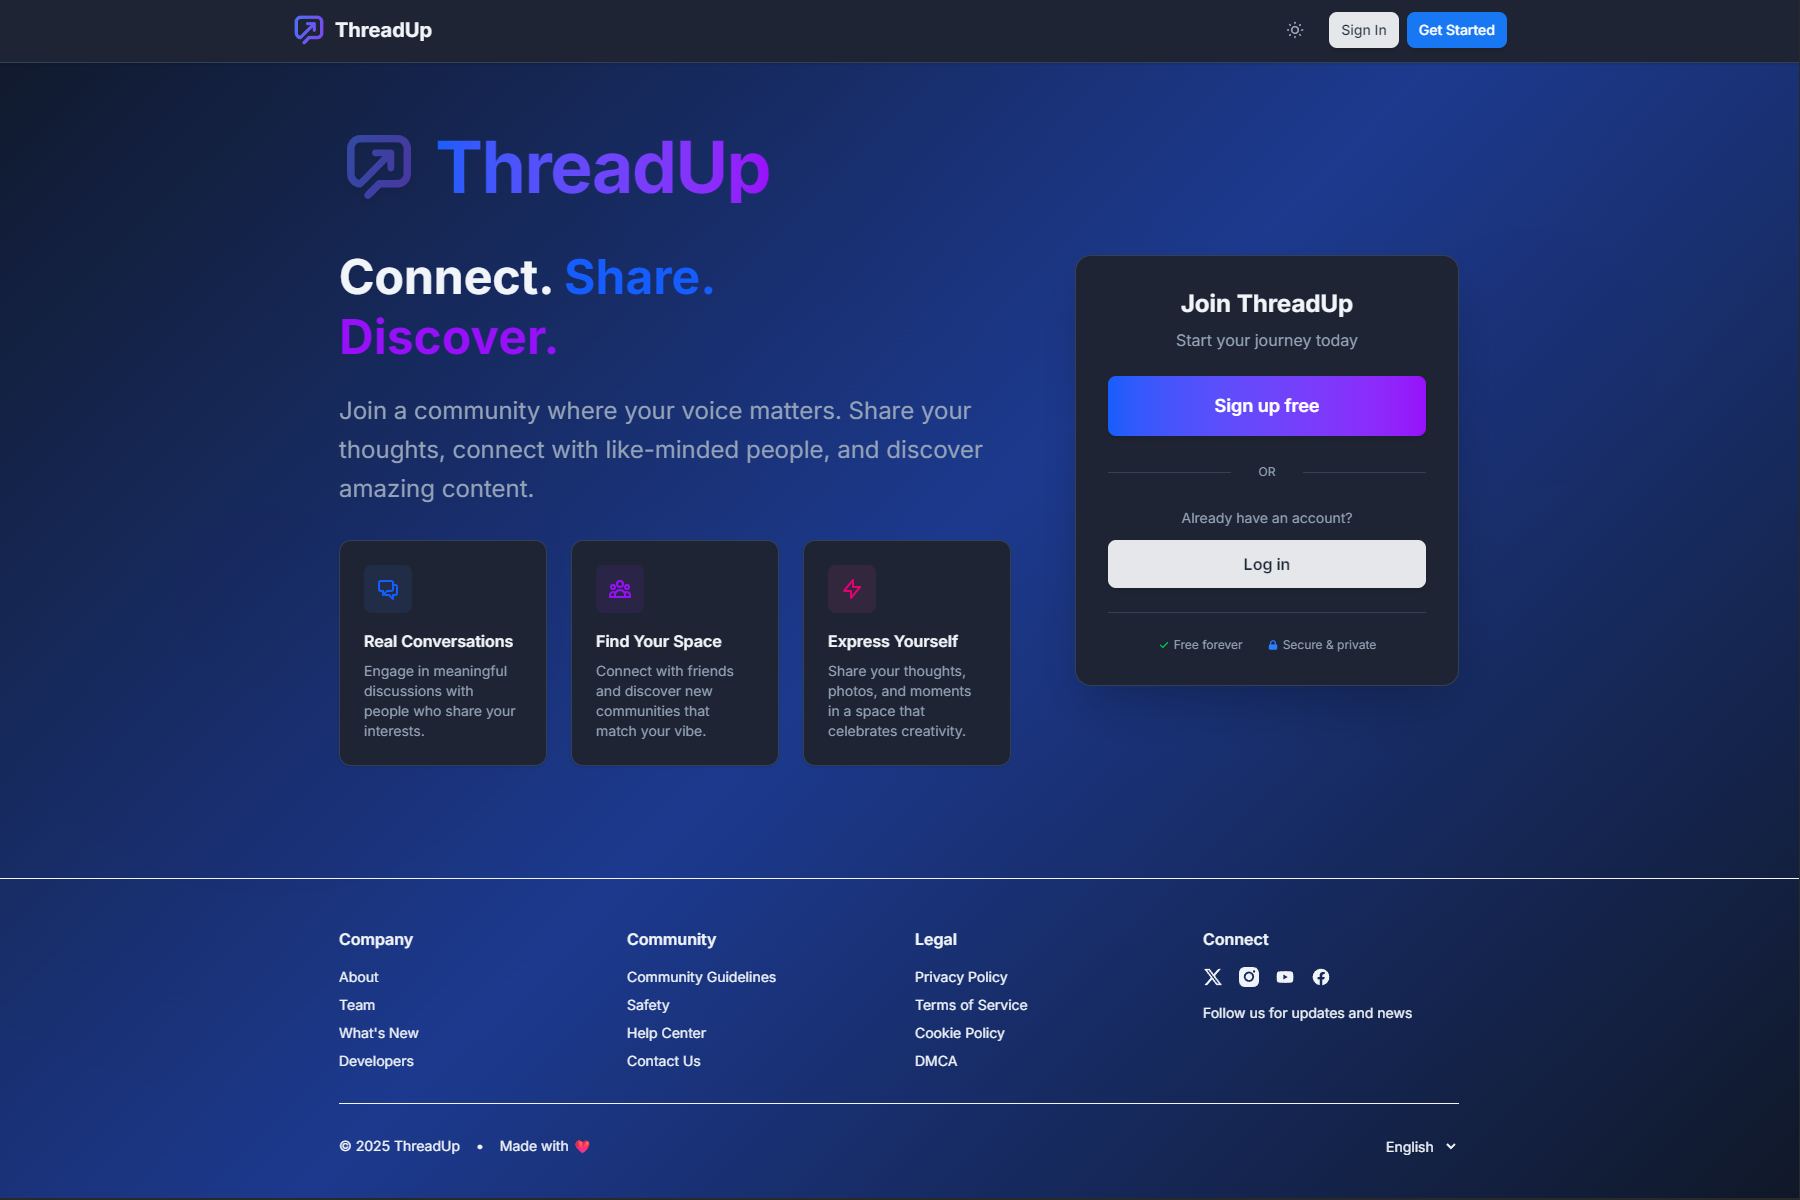 ThreadUp
Sign In
Get Started
ThreadUp
Connect. Share.
Discover.
Join a community where your voice matters. Share your
thoughts, connect with like-minded people, and discover
amazing content.
Real Conversations
Engage in meaningful
discussions with
people who share your
interests.
Find Your Space
Connect with friends
and discover new
communities that
match your vibe.
Express Yourself
Share your thoughts,
photos, and moments
in a space that
celebrates creativity.
Join ThreadUp
Start your journey today
Sign up free
OR
Already have an account?
Log in
Free forever
Secure & private
Company
About
Team
What's New
Developers
Community
Community Guidelines
Safety
Help Center
Contact Us
Legal
Privacy Policy
Terms of Service
Cookie Policy
DMCA
Connect
Follow us for updates and news
© 2025 ThreadUp • Made with ❤️
English